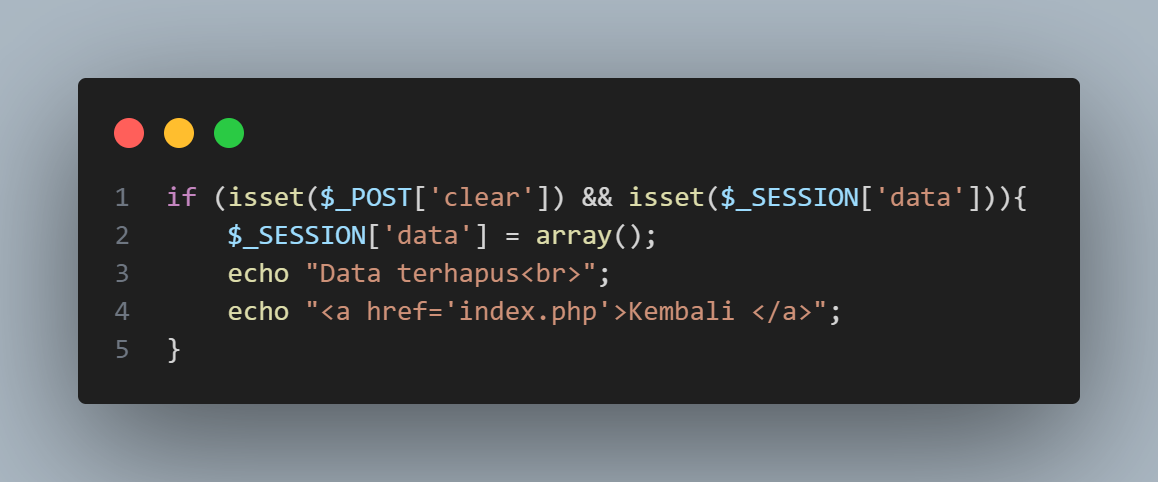 1 if (isset($_POST['clear']) && isset($_SESSION['data'])){
2     $_SESSION['data'] = array();
3     echo "Data terhapus<br>";
4     echo "<a href='index.php'>Kembali </a>";
5 }